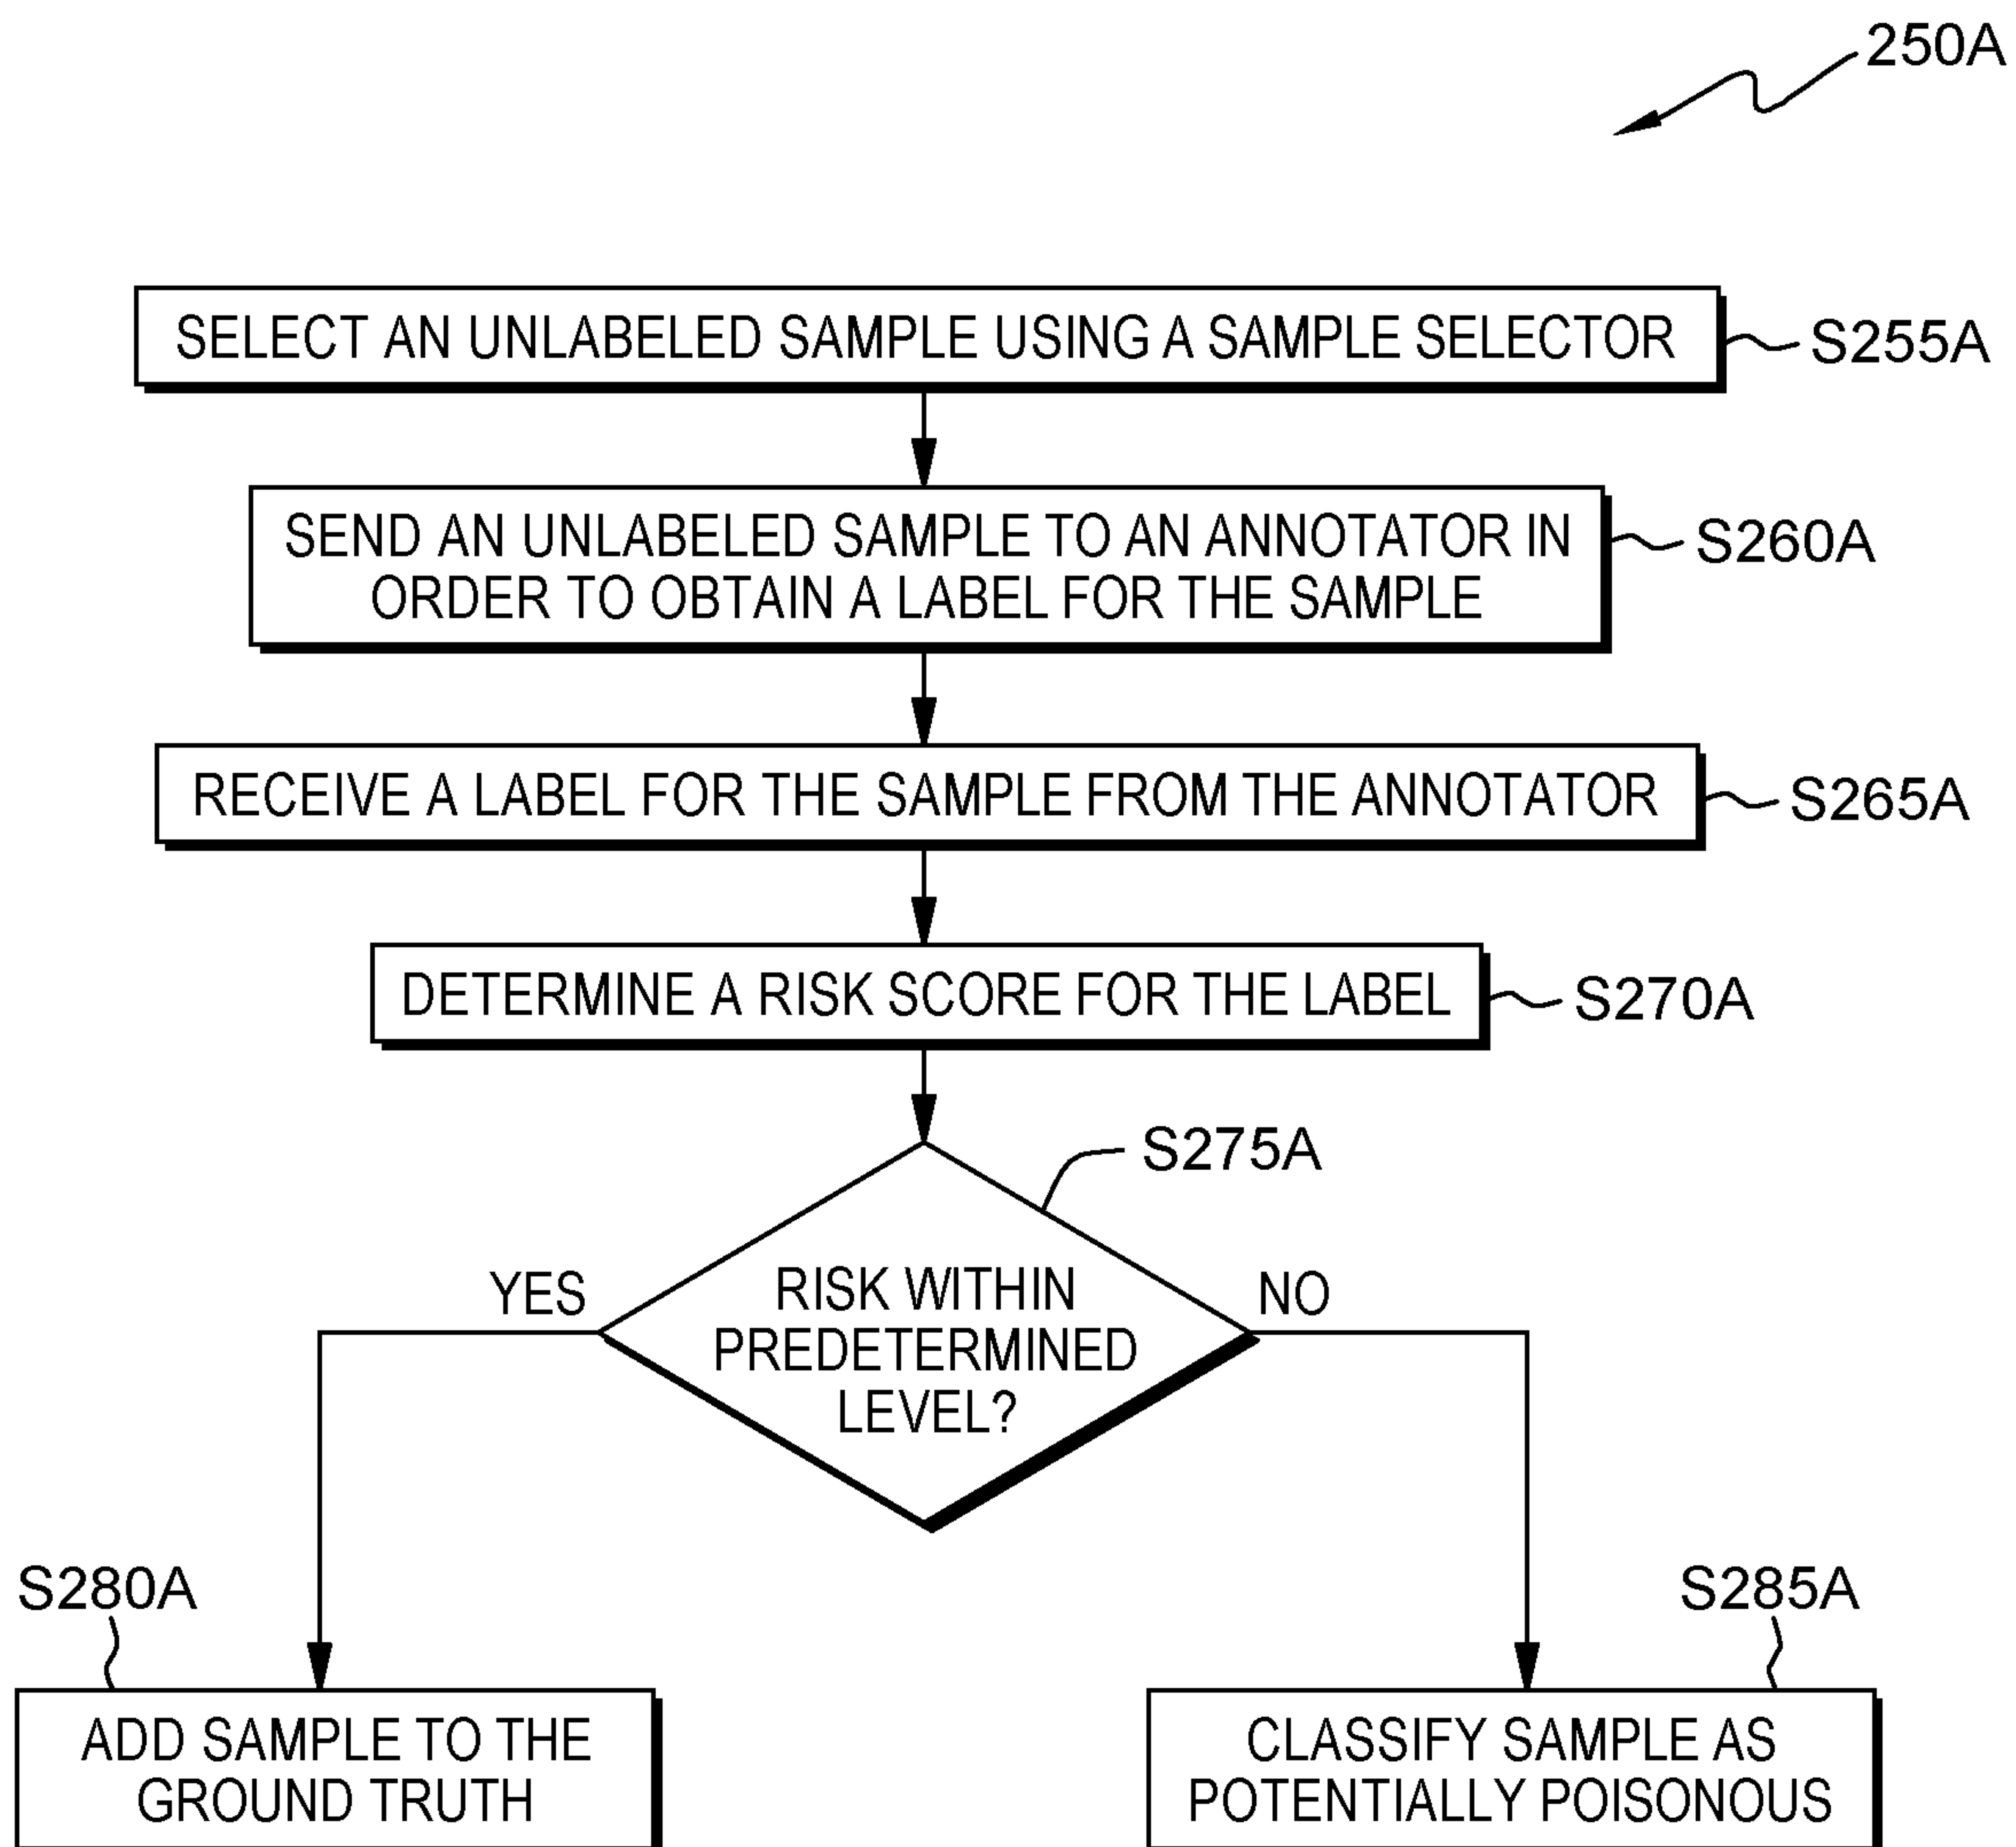 250A
SELECT AN UNLABELED SAMPLE USING A SAMPLE SELECTOR
S255A
SEND AN UNLABELED SAMPLE TO AN ANNOTATOR IN
ORDER TO OBTAIN A LABEL FOR THE SAMPLE
S260A
RECEIVE A LABEL FOR THE SAMPLE FROM THE ANNOTATOR
S265A
DETERMINE A RISK SCORE FOR THE LABEL
S270A
S275A
RISK WITHIN
PREDETERMINED
LEVEL?
YES
NO
S280A
ADD SAMPLE TO THE
GROUND TRUTH
S285A
CLASSIFY SAMPLE AS
POTENTIALLY POISONOUS